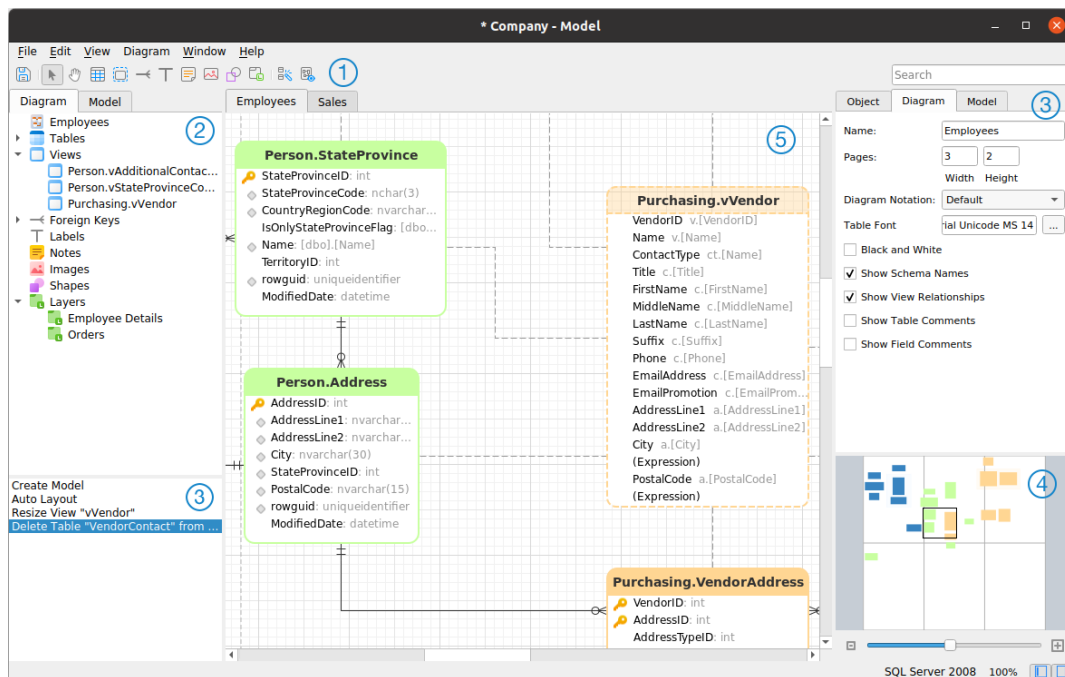 * Company - Model
File Edit View Diagram Window Help
1
Search
Diagram Model
Employees Sales
Object Diagram Model
3
2
Employees
Tables
Views
Person.vAdditionalContac...
Person.vStateProvinceCo...
Purchasing.vVendor
Foreign Keys
Labels
Notes
Images
Shapes
Layers
Employee Details
Orders
Create Model
Auto Layout
Resize View "vVendor"
Delete Table "VendorContact" from ...
3
5
Person.StateProvince
StateProvinceID: int
StateProvinceCode: nchar(3)
CountryRegionCode: nvarchar...
IsOnlyStateProvinceFlag: [dbo...
Name: [dbo].[Name]
TerritoryID: int
rowguid: uniqueidentifier
ModifiedDate: datetime
Person.Address
AddressID: int
AddressLine1: nvarchar...
AddressLine2: nvarchar...
City: nvarchar(30)
StateProvinceID: int
PostalCode: nvarchar(15)
rowguid: uniqueidentifier
ModifiedDate: datetime
Purchasing.vVendor
VendorID v.[VendorID]
Name v.[Name]
ContactType ct.[Name]
Title c.[Title]
FirstName c.[FirstName]
MiddleName c.[MiddleName]
LastName c.[LastName]
Suffix c.[Suffix]
Phone c.[Phone]
EmailAddress c.[EmailAddress]
EmailPromotion c.[EmailProm...
AddressLine1 a.[AddressLine1]
AddressLine2 a.[AddressLine2]
City a.[City]
(Expression)
PostalCode a.[PostalCode]
(Expression)
Purchasing.VendorAddress
VendorID: int
AddressID: int
AddressTypeID: int
Name: Employees
Pages: 3 2
Width Height
Diagram Notation: Default
Table Font rial Unicode MS 14 ...
Black and White
Show Schema Names
Show View Relationships
Show Table Comments
Show Field Comments
4
SQL Server 2008 100%